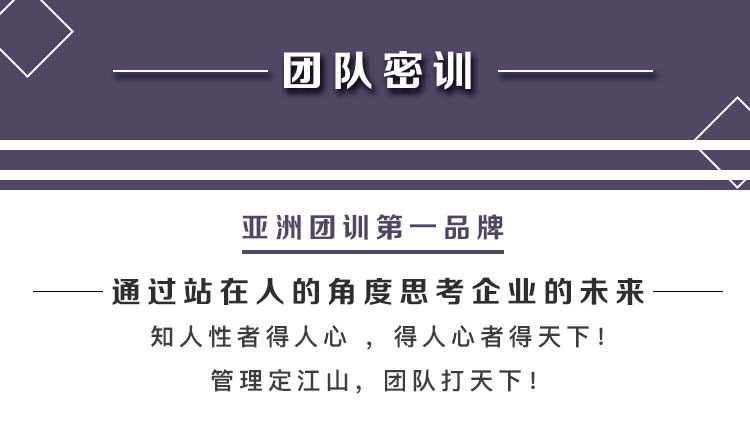 团队密训
亚洲团训第一品牌
通过站在人的角度思考企业的未来
知人性者得人心 ，得人心者得天下！
管理定江山，团队打天下！